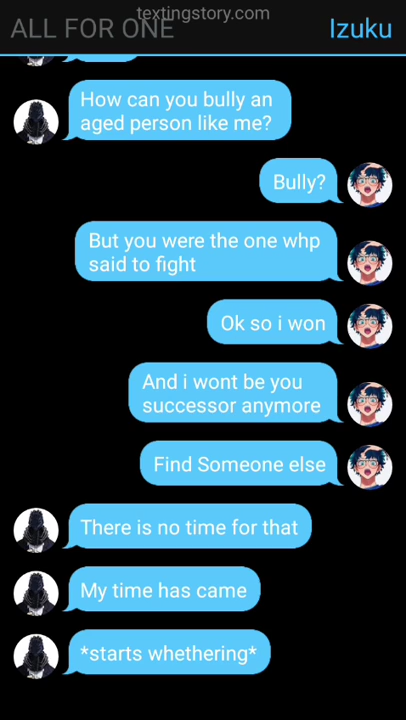 textingstory.com
ALL FOR ONE
Izuku
How can you bully an
aged person like me?
Bully?
But you were the one whp
said to fight
Ok so i won
And i wont be you
successor anymore
Find Someone else
There is no time for that
My time has came
*starts whethering*